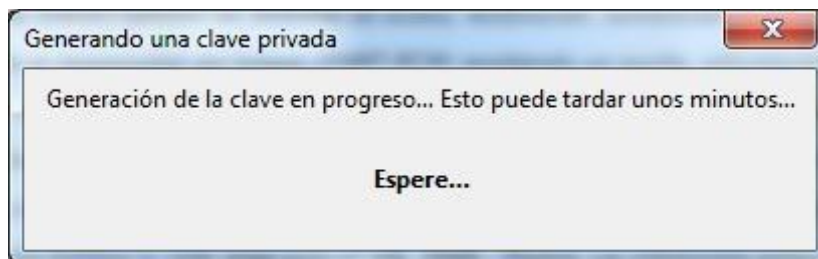 Generando una clave privada
Generación de la clave en progreso... Esto puede tardar unos minutos...
Espere...